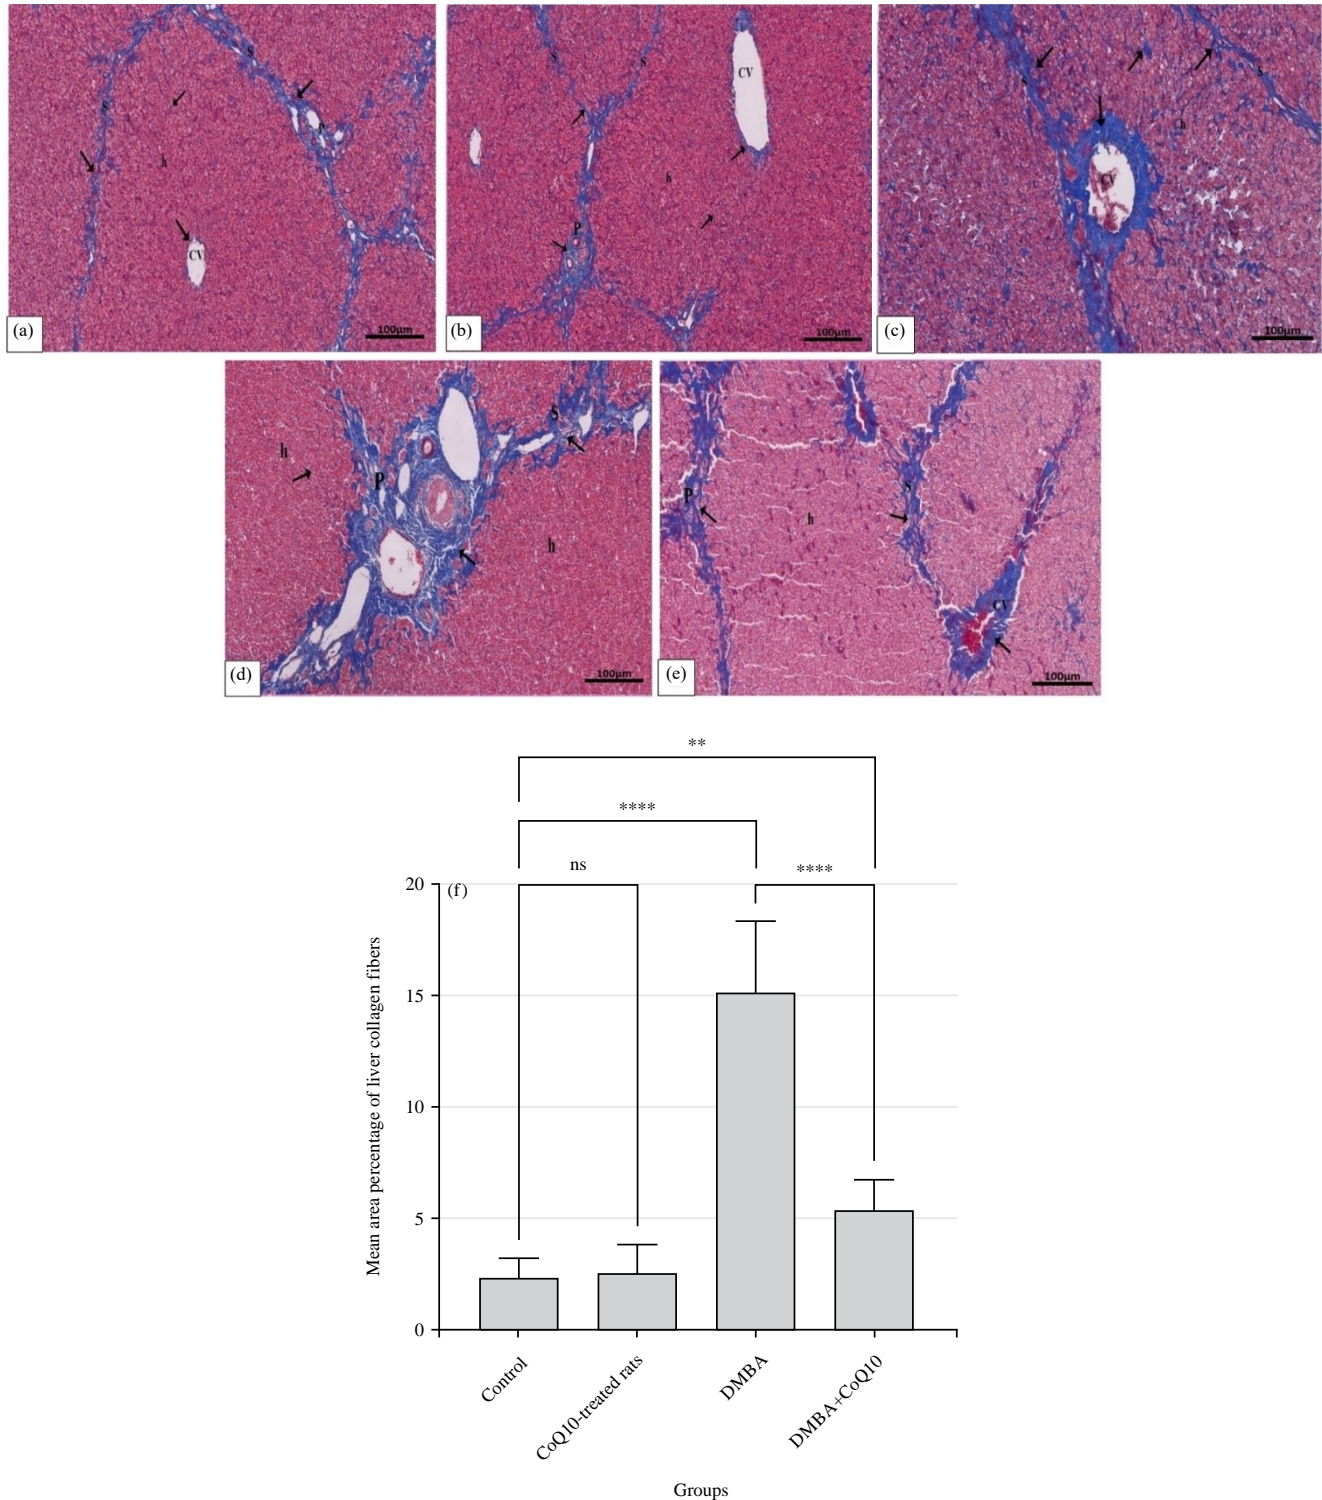 S
S
P
h
CV
(a)
100μm
S
S
CV
h
P
(b)
100μm
S
S
h
CV
(c)
100μm
h
S
P
h
(d)
100μm
P
S
h
CV
(e)
100μm
**
****
ns
****
(f)
20
15
10
5
0
Mean area percentage of liver collagen fibers
Control
CoQ10-treated rats
DMBA
DMBA+CoQ10
Groups